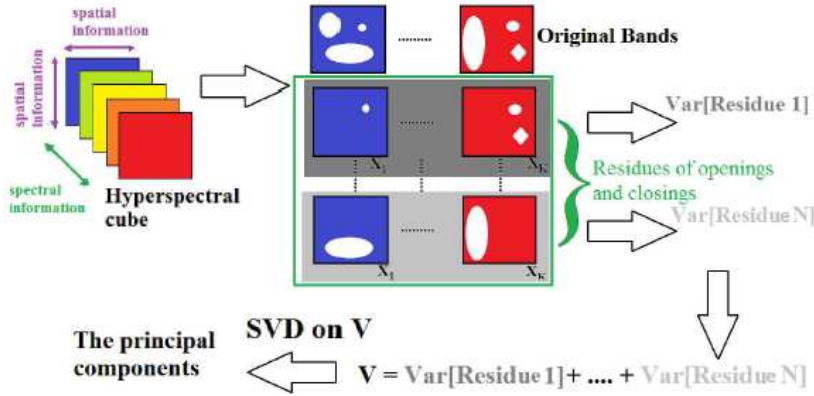 spatial
information
spatial
information
spectral
information
Hyperspectral
cube
Original Bands
X1
XK
X1
XK
Residues of openings
and closings
Var[Residue 1]
Var[Residue N]
V = Var[Residue 1]+ .... + Var[Residue N]
SVD on V
The principal
components